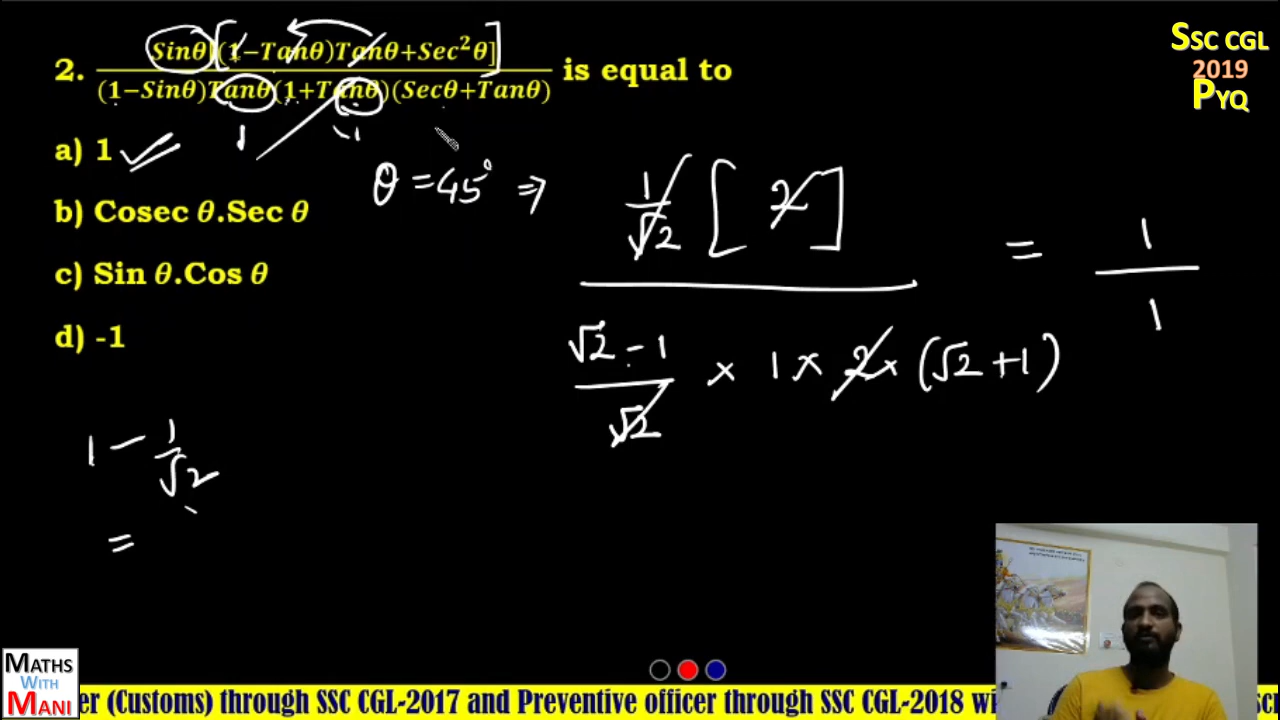 SSC CGL
2019
PYQ
2. Sinθ[(1−Tanθ)Tanθ+Sec²θ] / (1−Sinθ)Tanθ(1+Tanθ)(Secθ+Tanθ) is equal to
1 -1
a) 1
θ = 45° ⇒ 1/√2 [ 2 ] / √2 - 1/√2 × 1 × 2 × (√2 + 1) = 1/1
b) Cosec θ.Sec θ
c) Sin θ.Cos θ
d) -1
1 − 1/√2
=
MATHS
WITH
MANI
er (Customs) through SSC CGL-2017 and Preventive officer through SSC CGL-2018 wi